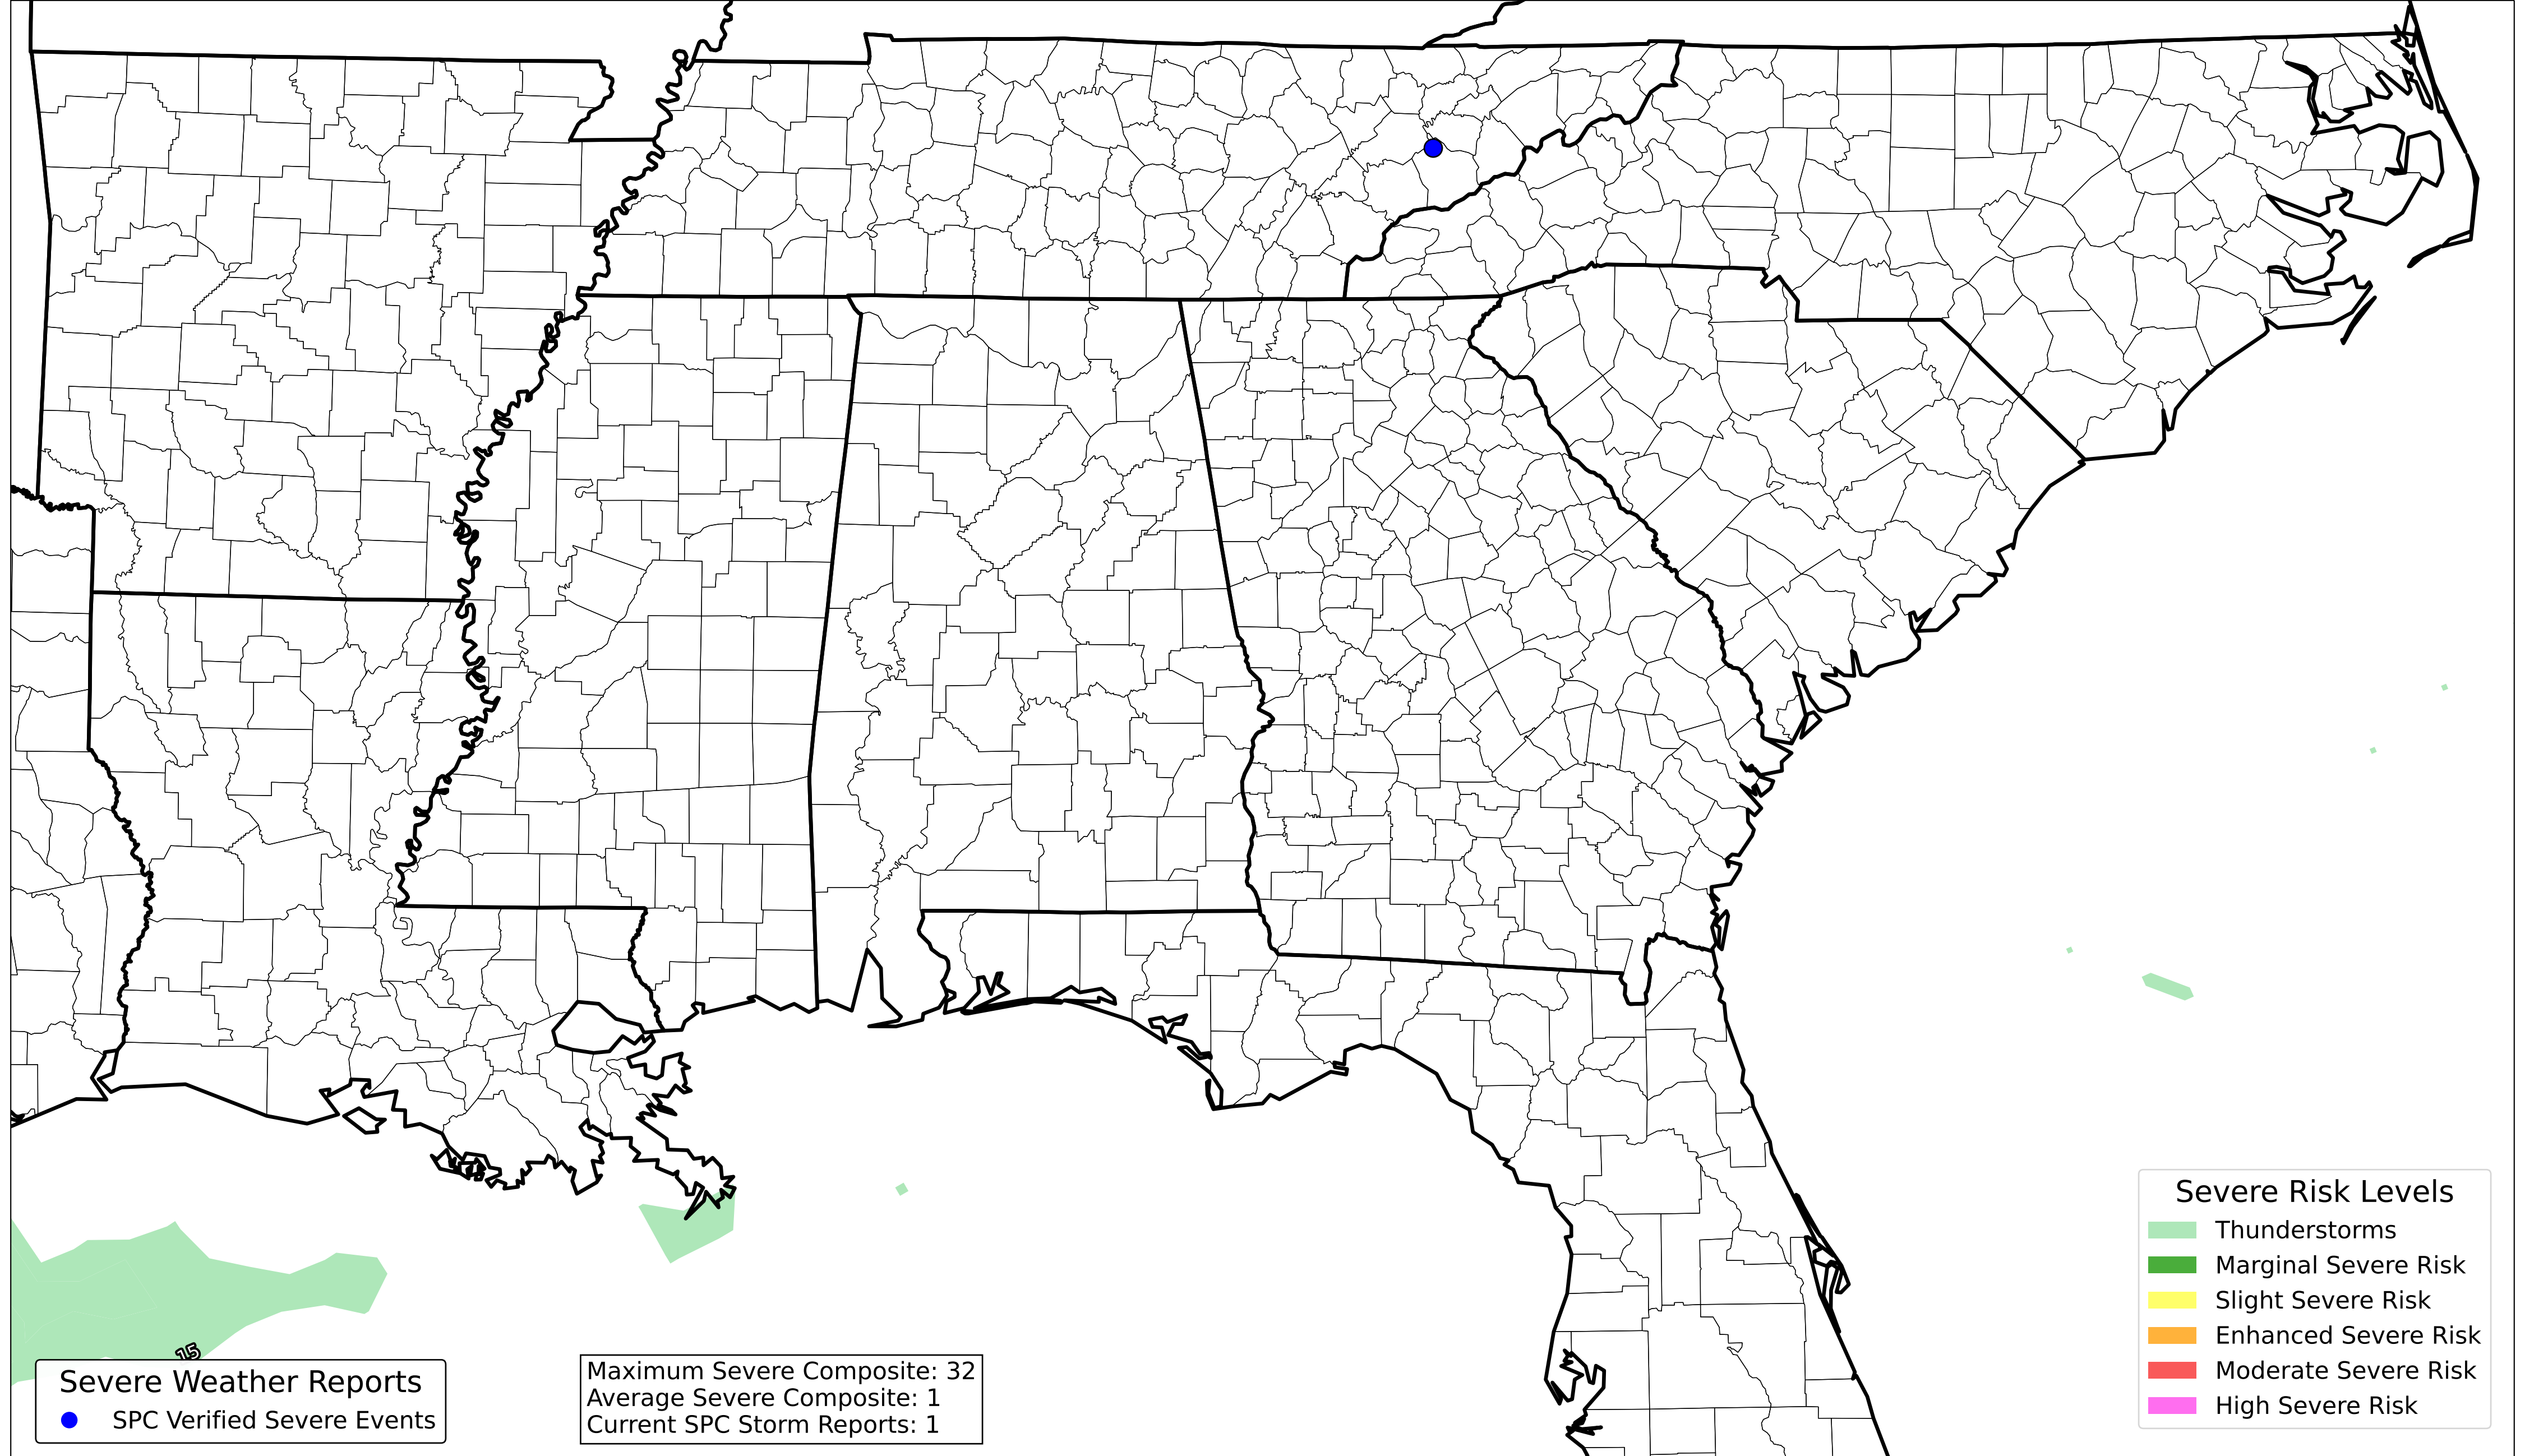 15
Severe Weather Reports
SPC Verified Severe Events
Maximum Severe Composite: 32
Average Severe Composite: 1
Current SPC Storm Reports: 1
Severe Risk Levels
Thunderstorms
Marginal Severe Risk
Slight Severe Risk
Enhanced Severe Risk
Moderate Severe Risk
High Severe Risk